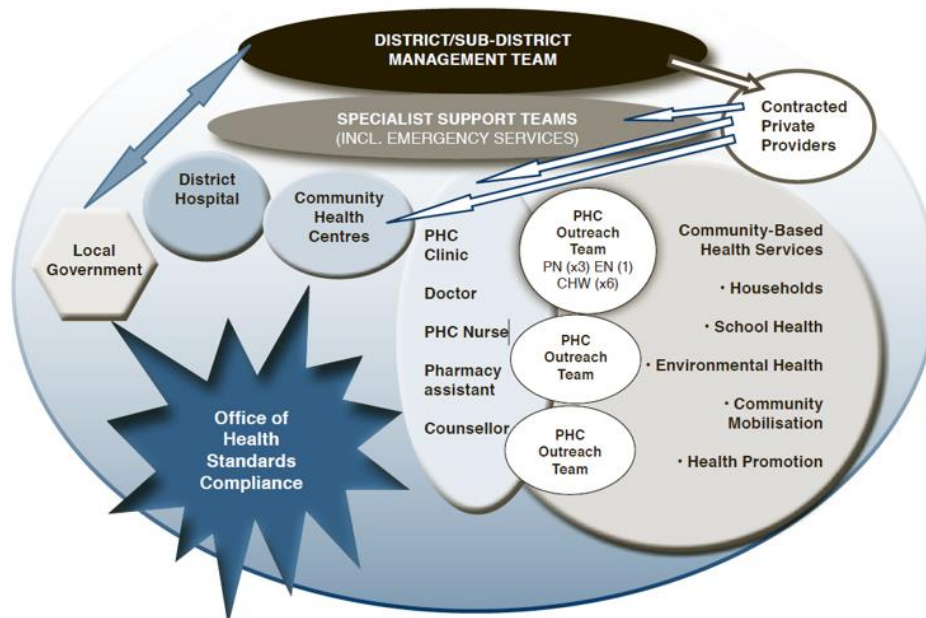 DISTRICT/SUB-DISTRICT
MANAGEMENT TEAM
SPECIALIST SUPPORT TEAMS
(INCL. EMERGENCY SERVICES)
Contracted
Private
Providers
District
Hospital
Community
Health
Centres
Local
Government
PHC
Clinic
Doctor
PHC Nurse
Pharmacy
assistant
Counsellor
PHC
Outreach
Team
PN (x3) EN (1)
CHW (x6)
PHC
Outreach
Team
PHC
Outreach
Team
Community-Based
Health Services
• Households
• School Health
• Environmental Health
• Community
Mobilisation
• Health Promotion
Office of
Health
Standards
Compliance